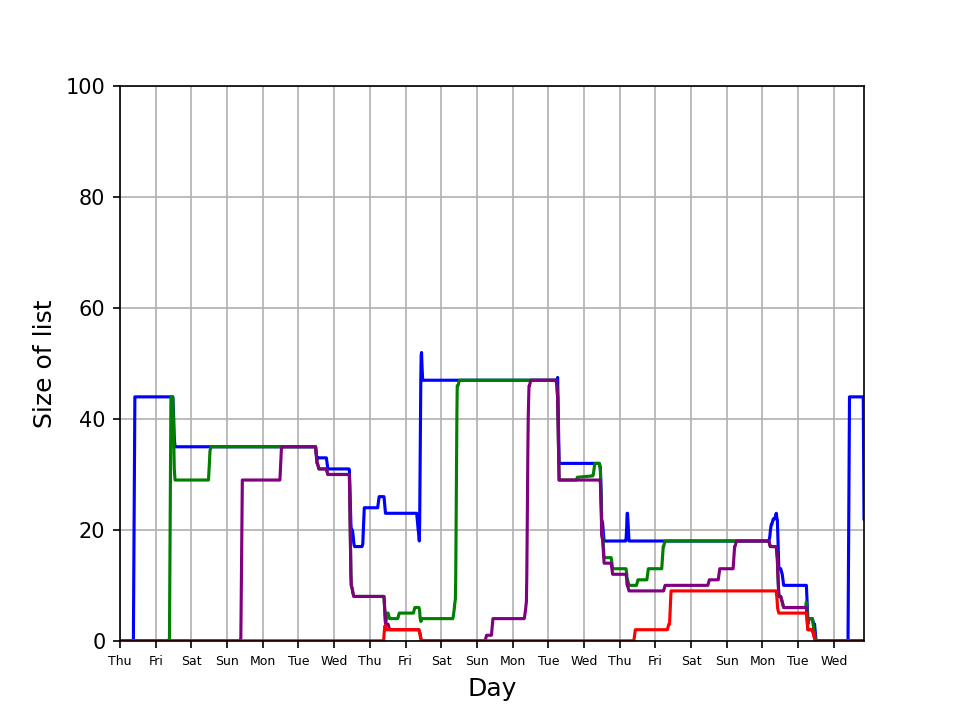 100
80
60
40
20
0
Size of list
Thu Fri Sat Sun Mon Tue Wed Thu Fri Sat Sun Mon Tue Wed Thu Fri Sat Sun Mon Tue Wed
Day